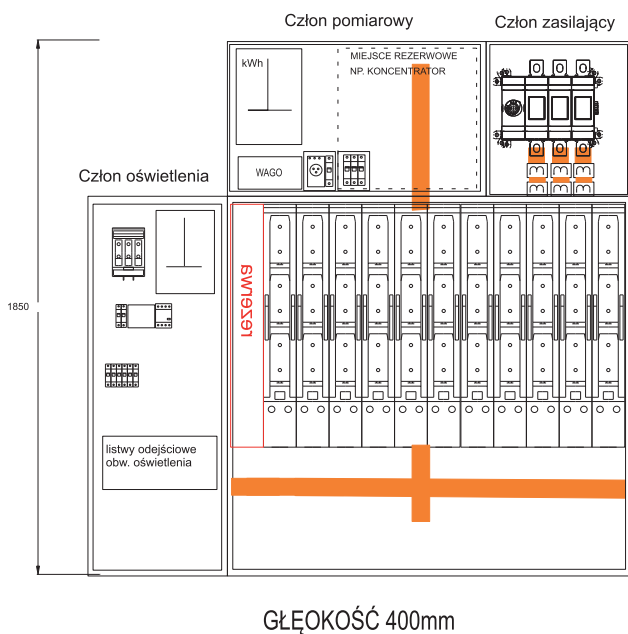 Człon pomiarowy
Człon zasilający
kWh
MIEJSCE REZERWOWE
NP. KONCENTRATOR
WAGO
Człon oświetlenia
rezerwa
1850
listwy odejściowe
obw. oświetlenia
GŁĘOKOŚĆ 400mm